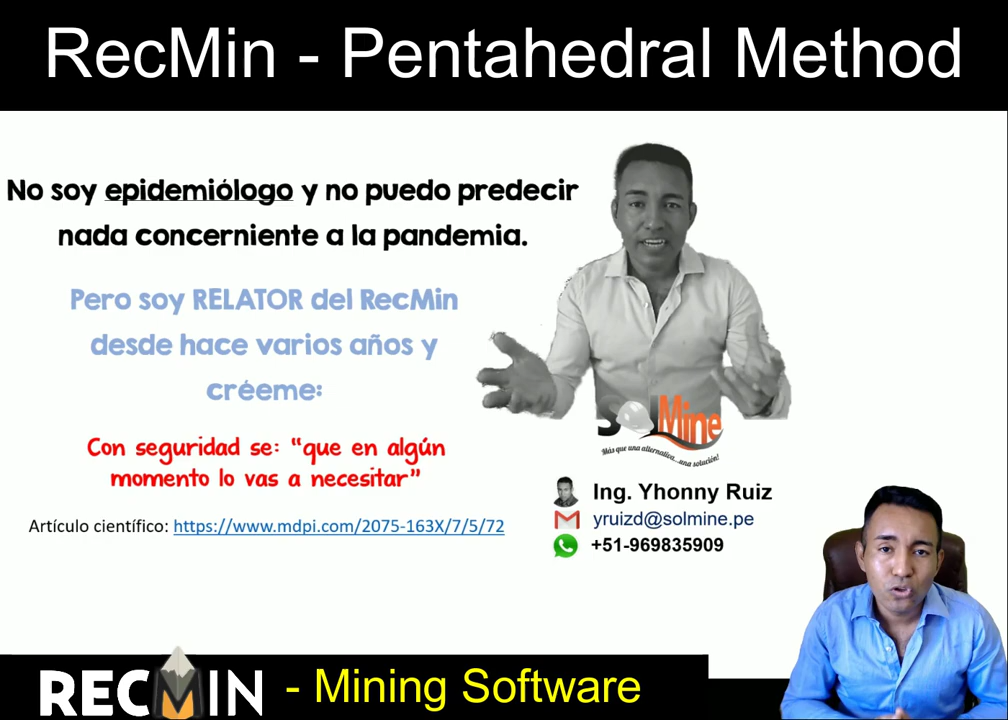 RecMin - Pentahedral Method
No soy epidemiólogo y no puedo predecir
nada concerniente a la pandemia.
Pero soy RELATOR del RecMin
desde hace varios años y
créeme:
Con seguridad se: "que en algún
momento lo vas a necesitar"
Artículo científico: https://www.mdpi.com/2075-163X/7/5/72
SolMine
Más que una alternativa...una solución!
Ing. Yhonny Ruiz
yruizd@solmine.pe
+51-969835909
RECMIN - Mining Software